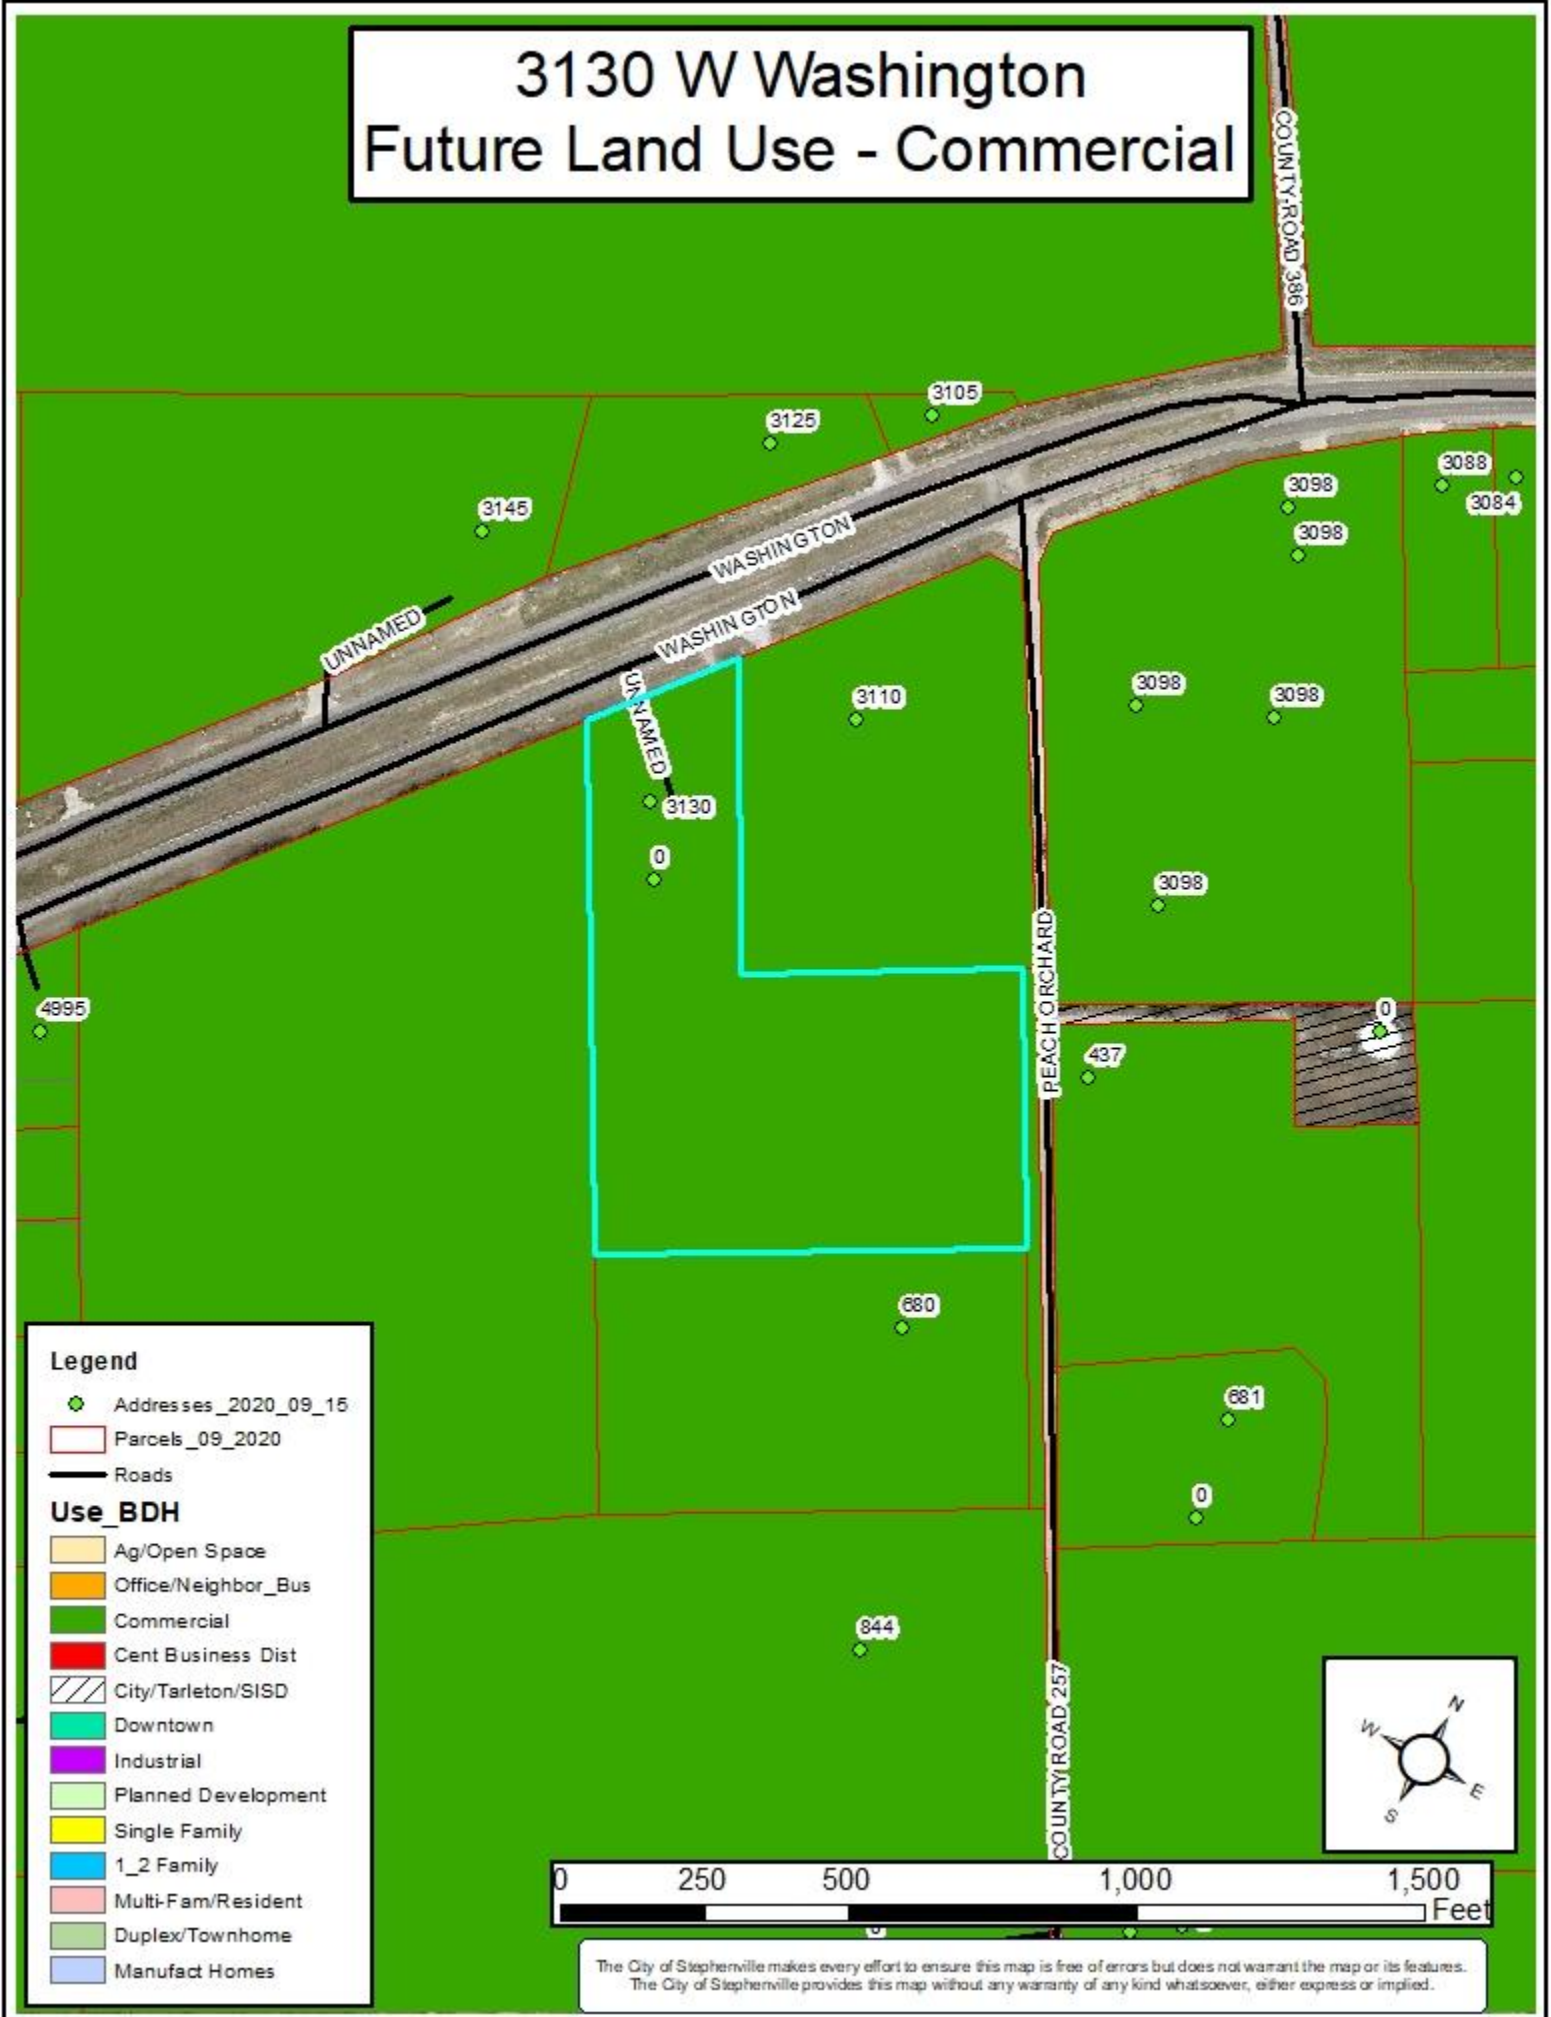 3130 W Washington
Future Land Use - Commercial
COUNTY ROAD 386
3105
3125
3145
3088
3084
3098
3098
WASHINGTON
WASHINGTON
UNNAMED
UNNAMED
3110
3098
3098
3130
0
3098
PEACH ORCHARD
4995
0
437
680
681
0
844
COUNTY ROAD 257
Legend
Addresses_2020_09_15
Parcels_09_2020
Roads
Use_BDH
Ag/Open Space
Office/Neighbor_Bus
Commercial
Cent Business Dist
City/Tarleton/SISD
Downtown
Industrial
Planned Development
Single Family
1_2 Family
Multi-Fam/Resident
Duplex/Townhome
Manufact Homes
N
W
E
S
0 250 500 1,000 1,500
Feet
The City of Stephenville makes every effort to ensure this map is free of errors but does not warrant the map or its features.
The City of Stephenville provides this map without any warranty of any kind whatsoever, either express or implied.